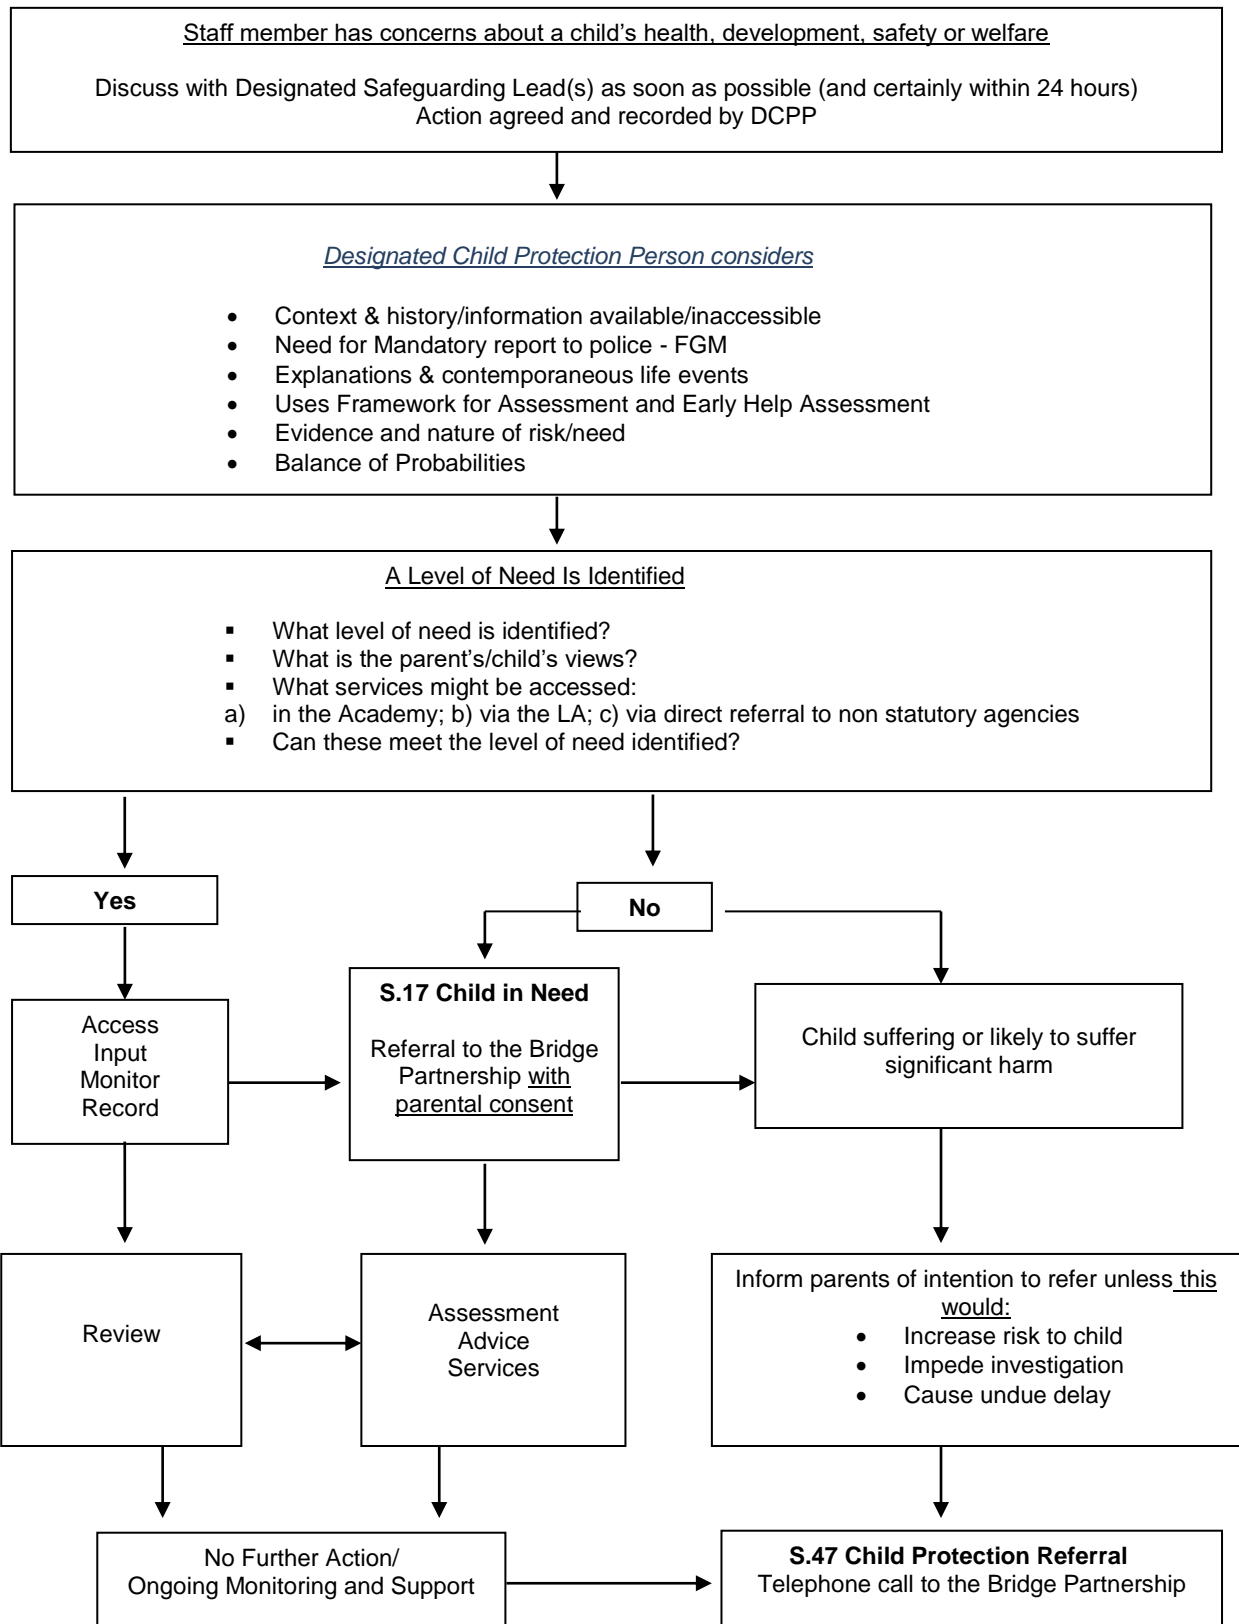 Staff member has concerns about a child's health, development, safety or welfare
Discuss with Designated Safeguarding Lead(s) as soon as possible (and certainly within 24 hours)
Action agreed and recorded by DCPP
Designated Child Protection Person considers
• Context & history/information available/inaccessible
• Need for Mandatory report to police - FGM
• Explanations & contemporaneous life events
• Uses Framework for Assessment and Early Help Assessment
• Evidence and nature of risk/need
• Balance of Probabilities
A Level of Need Is Identified
▪ What level of need is identified?
▪ What is the parent's/child's views?
▪ What services might be accessed:
a) in the Academy; b) via the LA; c) via direct referral to non statutory agencies
▪ Can these meet the level of need identified?
Yes
No
Access
Input
Monitor
Record
S.17 Child in Need
Referral to the Bridge
Partnership with
parental consent
Child suffering or likely to suffer
significant harm
Review
Assessment
Advice
Services
Inform parents of intention to refer unless this
would:
• Increase risk to child
• Impede investigation
• Cause undue delay
No Further Action/
Ongoing Monitoring and Support
S.47 Child Protection Referral
Telephone call to the Bridge Partnership